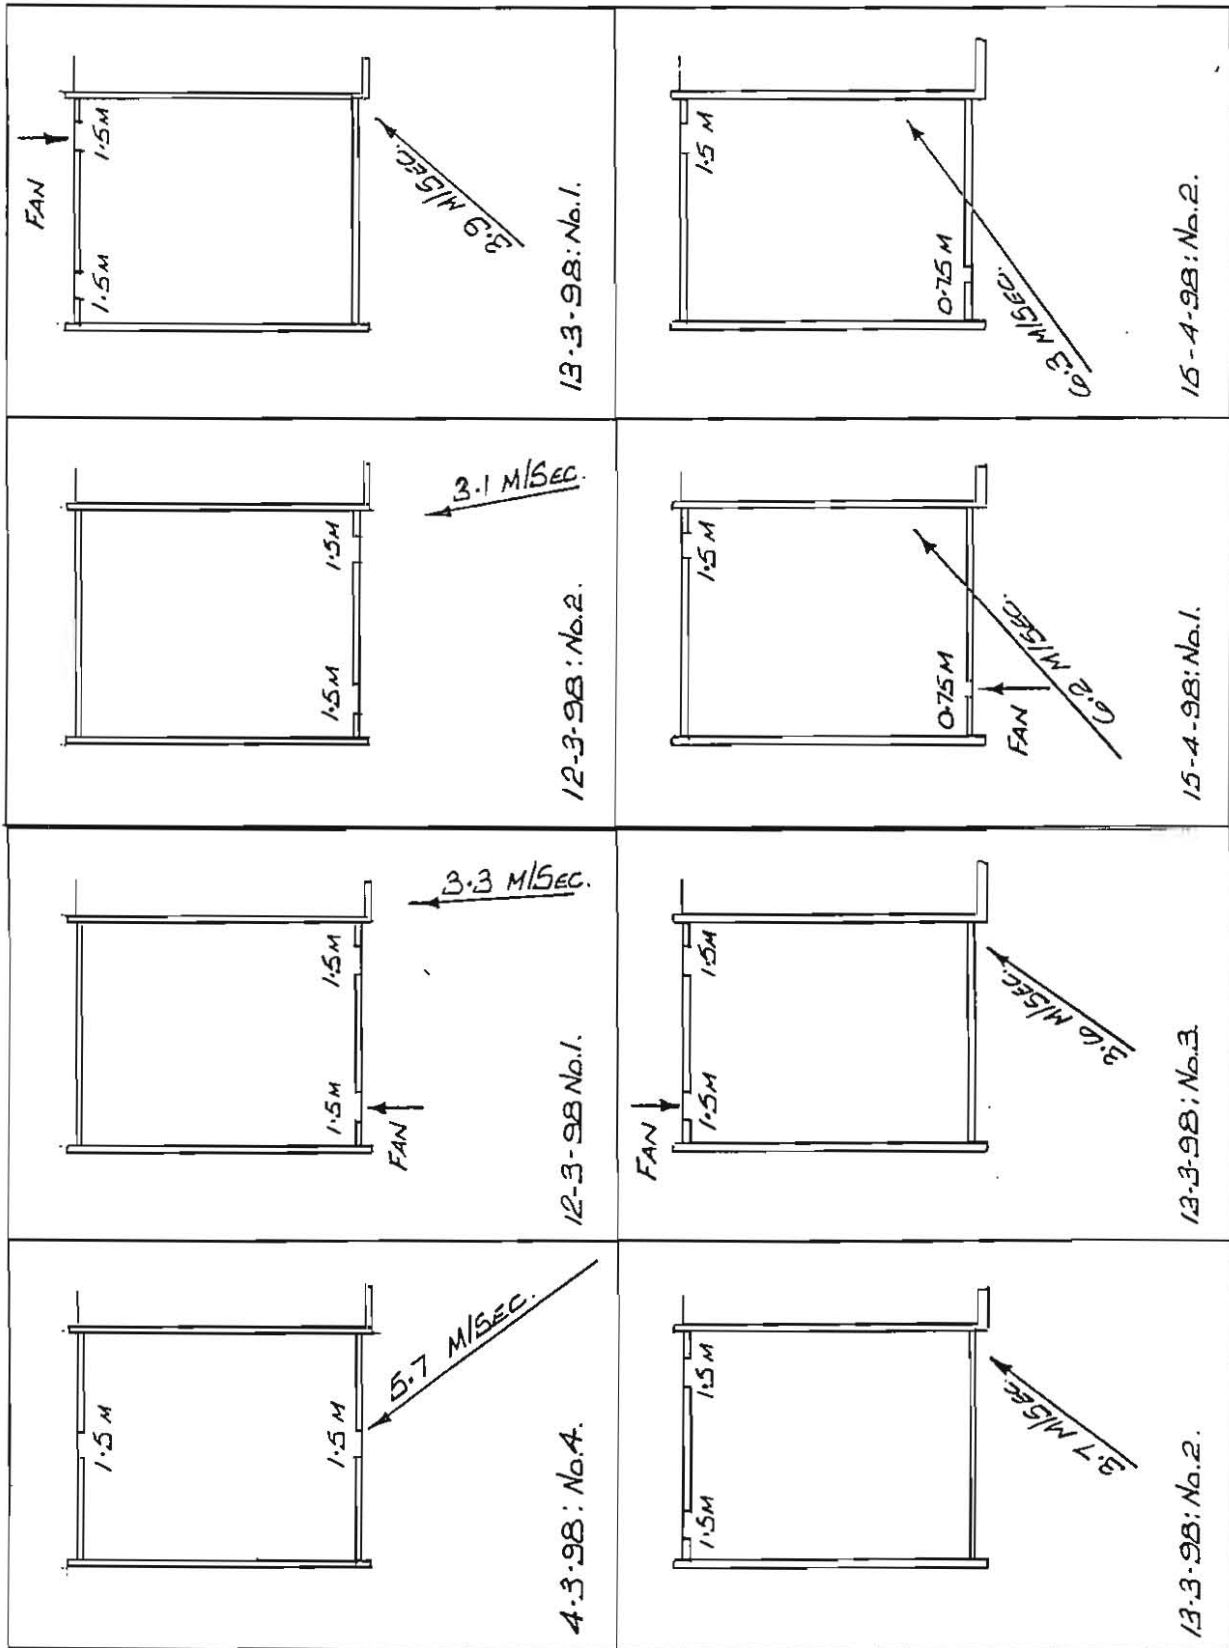 1.5 M
1.5 M
5.7 M/SEC.
4.3.98: No.4.
1.5M
1.5M
FAN
3.3 M/SEC.
12-3-98 No.1.
1.5M
1.5M
3.1 M/SEC.
12-3-98: No.2.
FAN
1.5M
1.5M
3.9 M/SEC.
13-3-98: No.1.
1.5M
1.5M
3.7 M/SEC.
13-3-98: No.2.
FAN
1.5M
1.5M
3.6 M/SEC.
13-3-98: No.3.
1.5 M
0.75M
FAN
6.2 M/SEC.
15-4-98: No.1.
1.5 M
0.75M
6.3 M/SEC.
15-4-98: No.2.